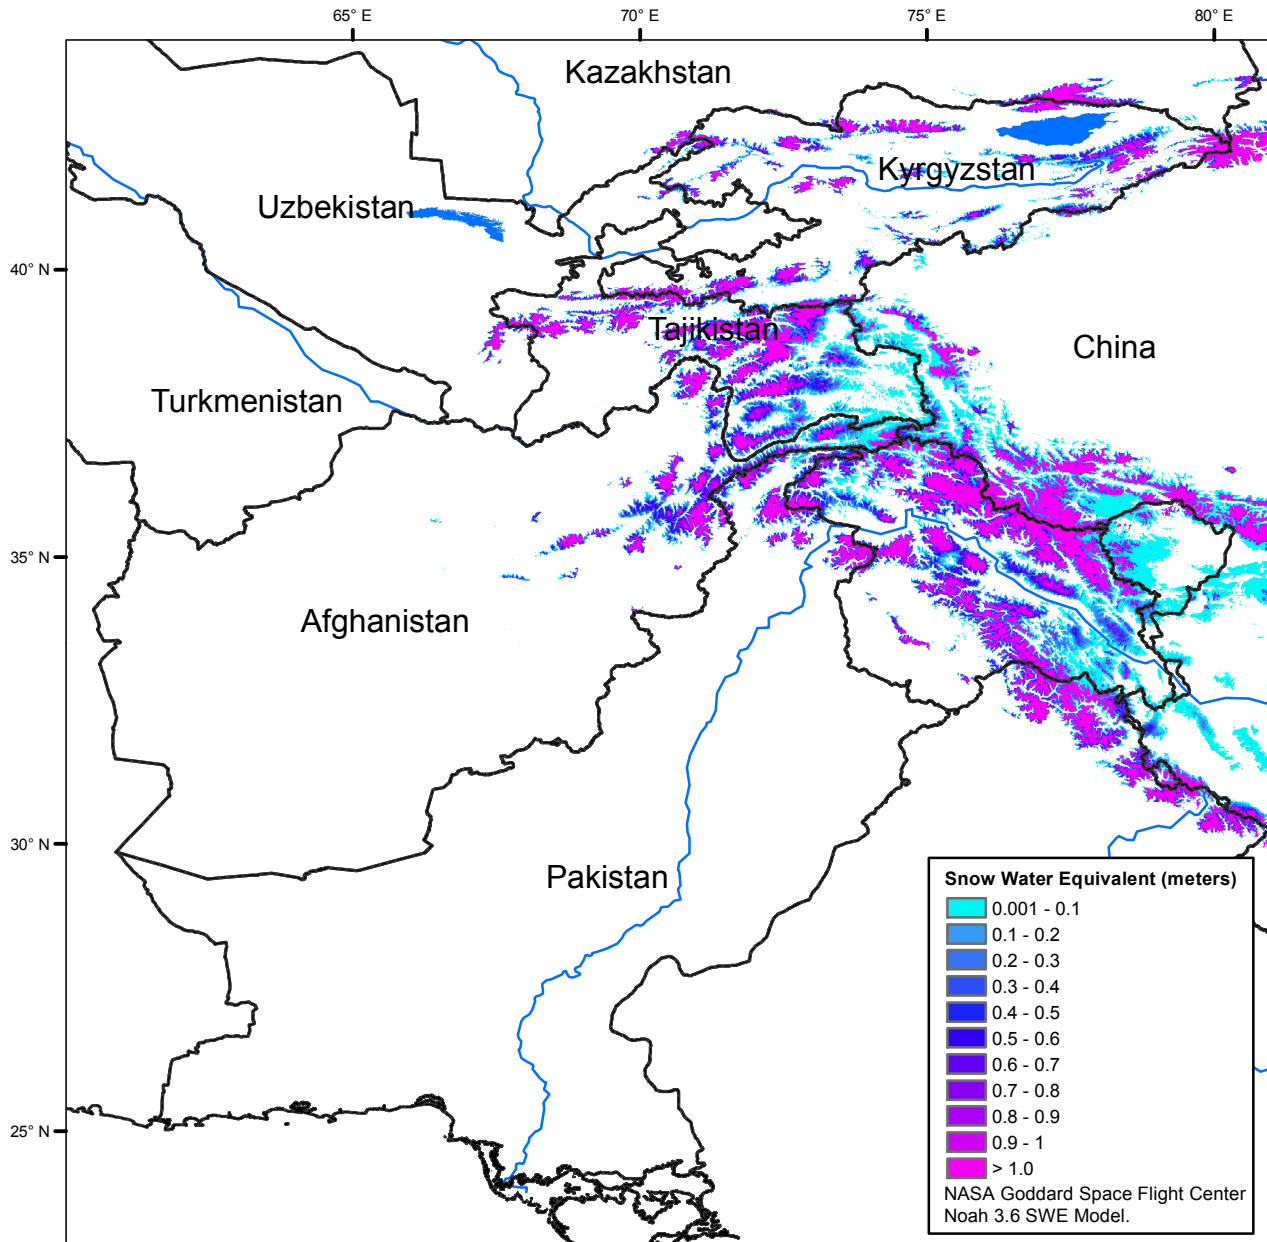 65° E
70° E
75° E
80° E
Kazakhstan
Kyrgyzstan
Uzbekistan
40° N
Tajikistan
China
Turkmenistan
35° N
Afghanistan
30° N
Pakistan
25° N
Snow Water Equivalent (meters)
0.001 - 0.1
0.1 - 0.2
0.2 - 0.3
0.3 - 0.4
0.4 - 0.5
0.5 - 0.6
0.6 - 0.7
0.7 - 0.8
0.8 - 0.9
0.9 - 1
> 1.0
NASA Goddard Space Flight Center
Noah 3.6 SWE Model.